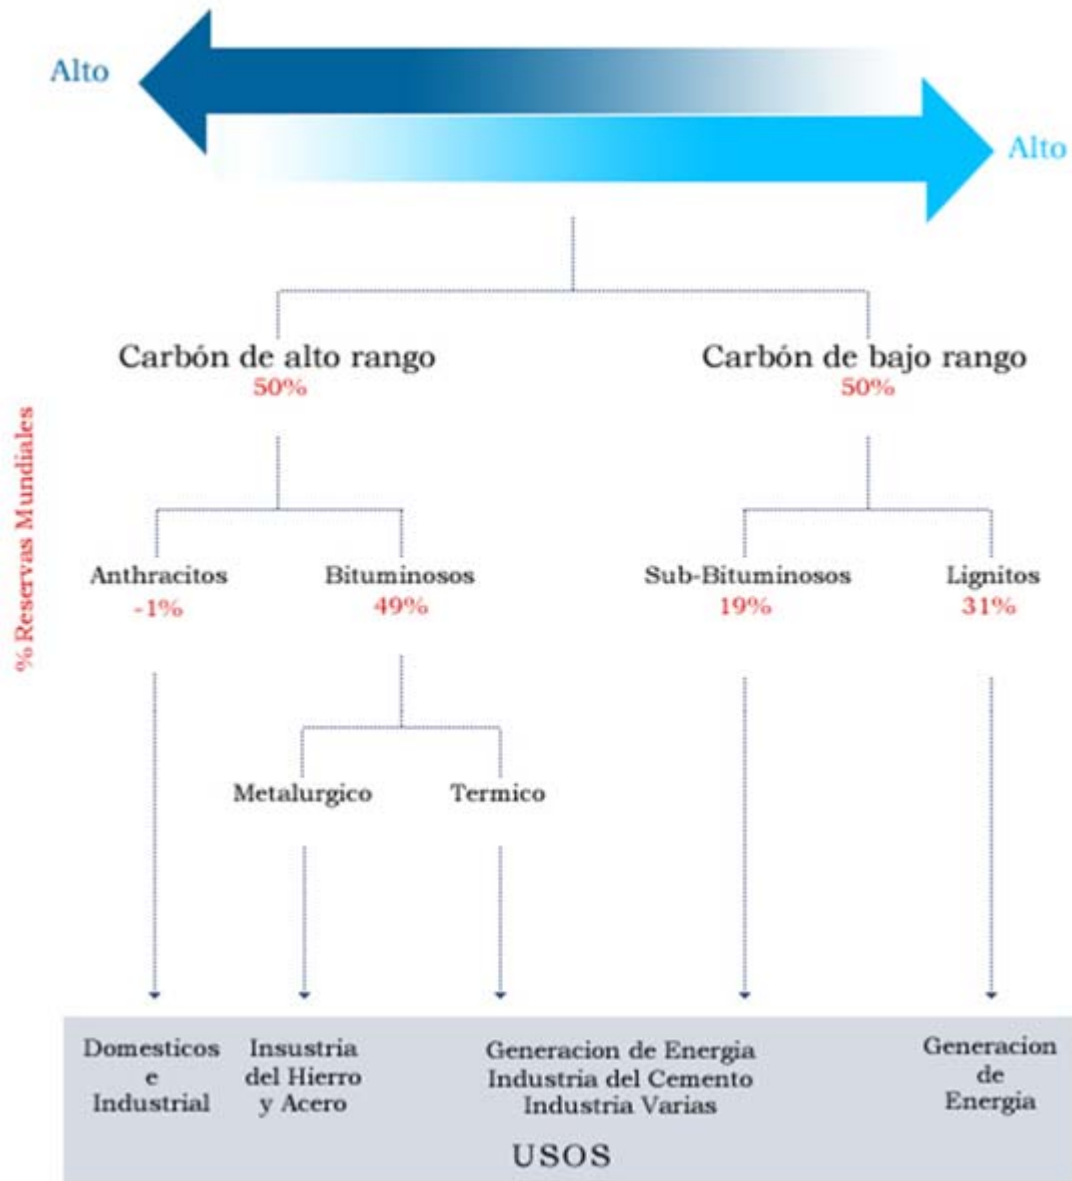 Alto
Alto
Carbón de alto rango
50%
Carbón de bajo rango
50%
% Reservas Mundiales
Anthracitos
-1%
Bituminosos
49%
Sub-Bituminosos
19%
Lignitos
31%
Metalurgico
Termico
Domesticos
e
Industrial
Insustria
del Hierro
y Acero
Generacion de Energia
Industria del Cemento
Industria Varias
Generacion
de
Energia
USOS